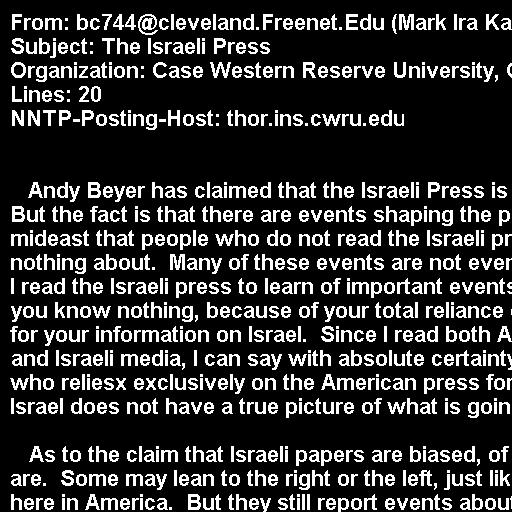 From: bc744@cleveland.Freenet.Edu (Mark Ira Ka
Subject: The Israeli Press
Organization: Case Western Reserve University,
Lines: 20
NNTP-Posting-Host: thor.ins.cwru.edu
Andy Beyer has claimed that the Israeli Press is
But the fact is that there are events shaping the p
mideast that people who do not read the Israeli pr
nothing about.  Many of these events are not ever
I read the Israeli press to learn of important events
you know nothing, because of your total reliance
for your information on Israel.  Since I read both A
and Israeli media, I can say with absolute certainty
who reliesx exclusively on the American press for
Israel does not have a true picture of what is goin
As to the claim that Israeli papers are biased, of
are.  Some may lean to the right or the left, just lik
here in America.  But they still report events abou